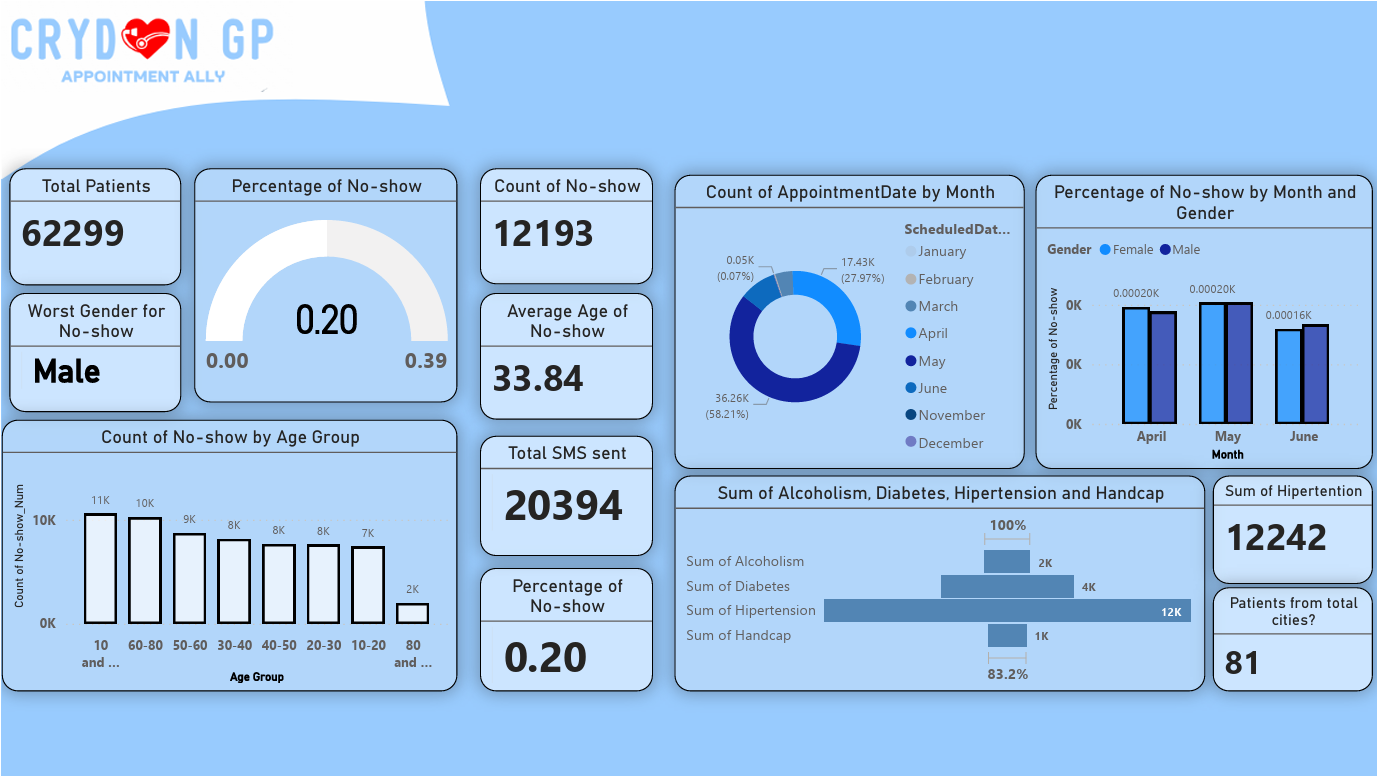 CRYD N GP
APPOINTMENT ALLY
Total Patients
62299
Percentage of No-show
0.20
0.00
0.39
Count of No-show
12193
Worst Gender for
No-show
Male
Average Age of
No-show
33.84
Count of No-show by Age Group
Count of No-show_Num
10K
0K
11K
10K
9K
8K
8K
8K
7K
2K
10
and ...
60-80
50-60
30-40
40-50
20-30
10-20
80
and ...
Age Group
Total SMS sent
20394
Percentage of
No-show
0.20
Count of AppointmentDate by Month
0.05K
(0.07%)
17.43K
(27.97%)
36.26K
(58.21%)
ScheduledDat...
January
February
March
April
May
June
November
December
Percentage of No-show by Month and
Gender
Gender
Female
Male
Percentage of No-show
0K
0K
0K
0.00020K
0.00020K
0.00016K
April
May
June
Month
Sum of Alcoholism, Diabetes, Hipertension and Handcap
100%
Sum of Alcoholism
2K
Sum of Diabetes
4K
Sum of Hipertension
12K
Sum of Handcap
1K
83.2%
Sum of Hipertention
12242
Patients from total
cities?
81